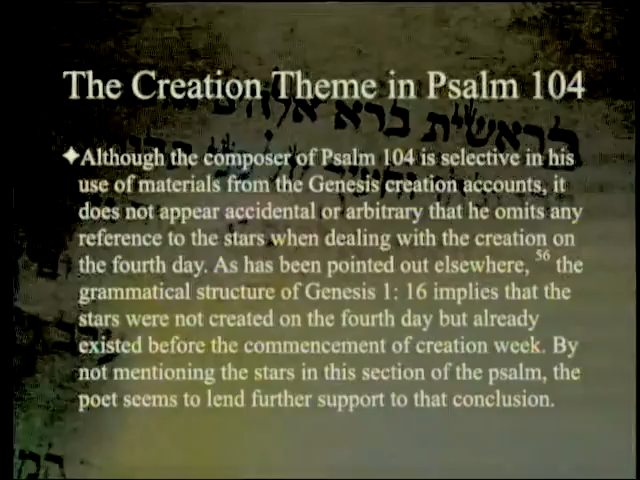 The Creation Theme in Psalm 104
בראשית ברא אלהים
✦Although the composer of Psalm 104 is selective in his
use of materials from the Genesis creation accounts, it
does not appear accidental or arbitrary that he omits any
reference to the stars when dealing with the creation on
the fourth day. As has been pointed out elsewhere, 56 the
grammatical structure of Genesis 1: 16 implies that the
stars were not created on the fourth day but already
existed before the commencement of creation week. By
not mentioning the stars in this section of the psalm, the
poet seems to lend further support to that conclusion.